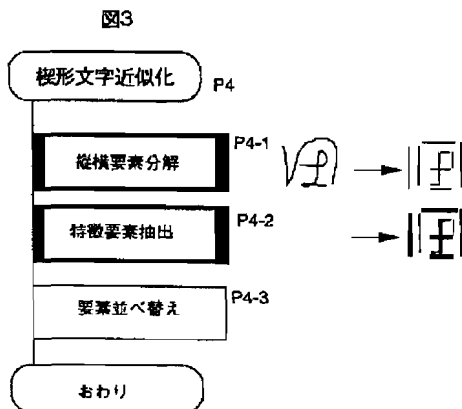 図3
楔形文字近似化
P4
縦横要素分解
P4-1
特徴要素抽出
P4-2
要素並べ替え
P4-3
おわり